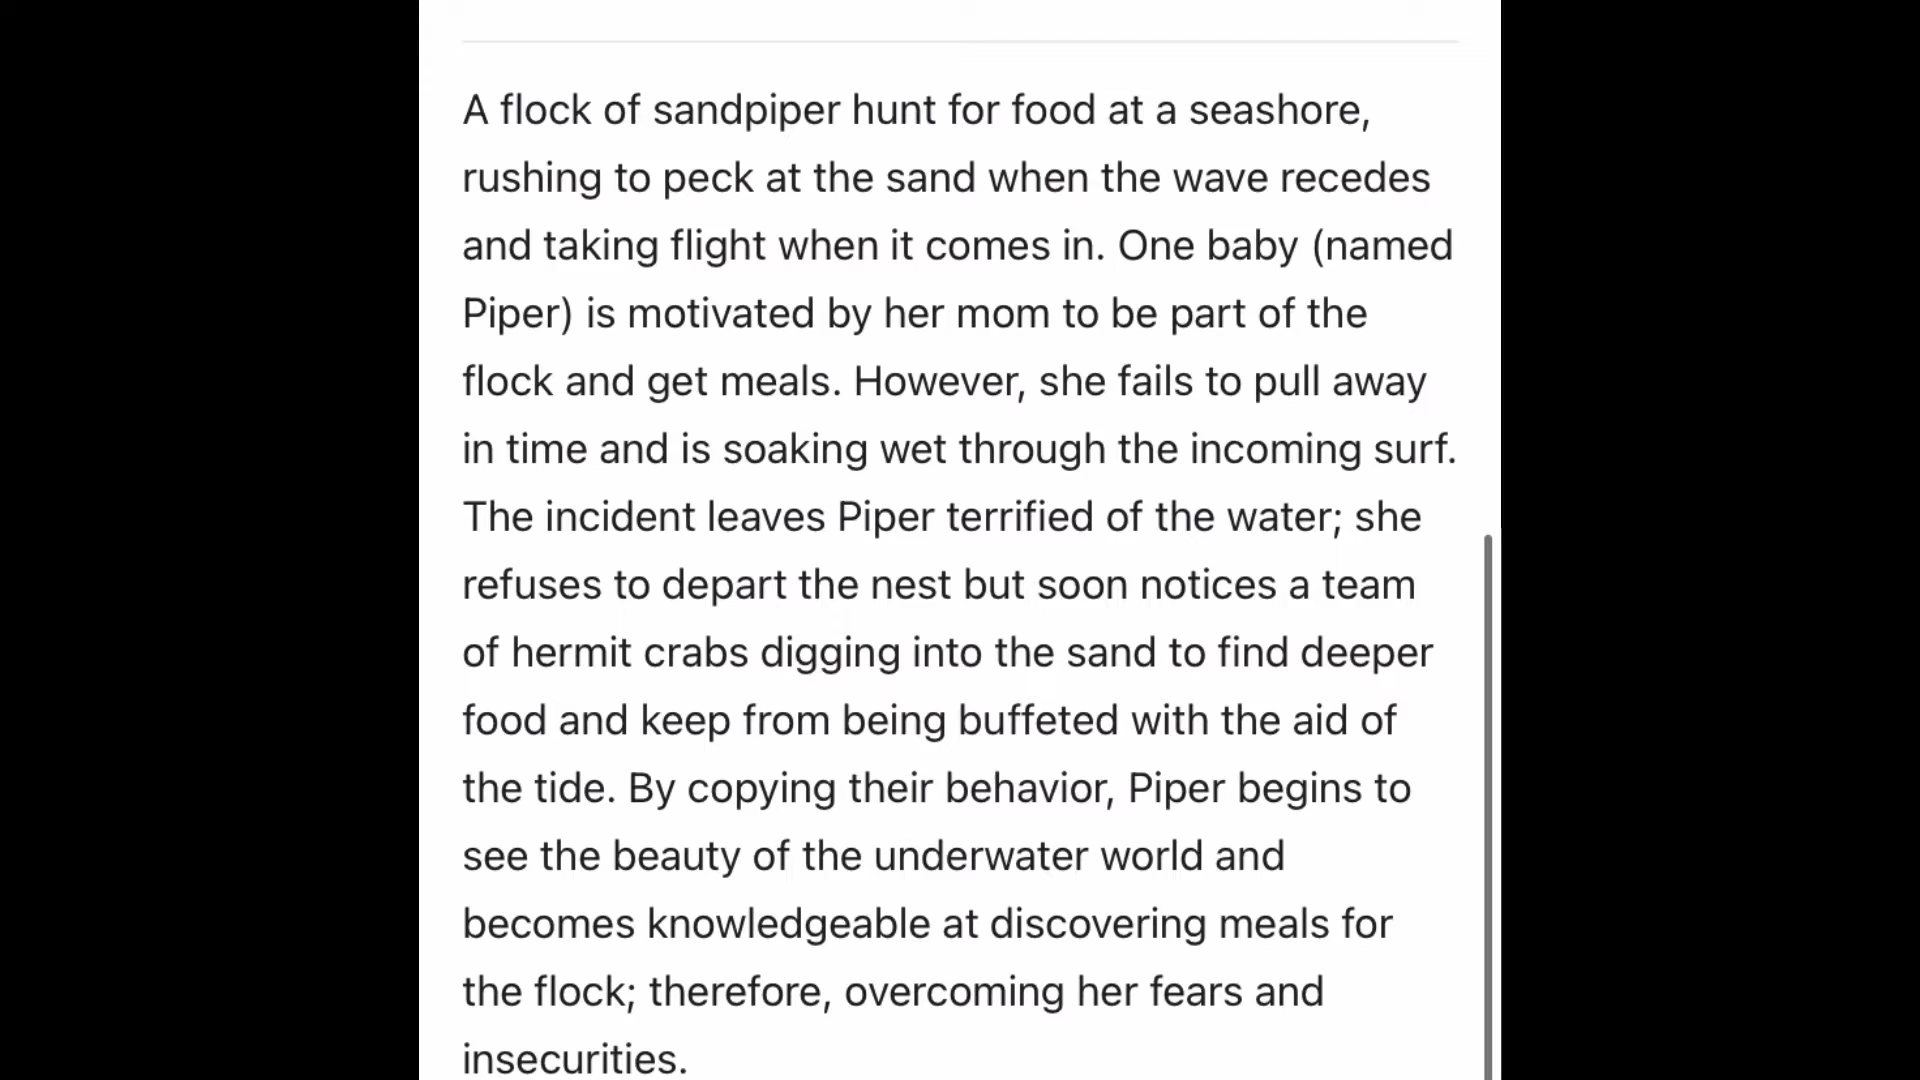 A flock of sandpiper hunt for food at a seashore,
rushing to peck at the sand when the wave recedes
and taking flight when it comes in. One baby (named
Piper) is motivated by her mom to be part of the
flock and get meals. However, she fails to pull away
in time and is soaking wet through the incoming surf.
The incident leaves Piper terrified of the water; she
refuses to depart the nest but soon notices a team
of hermit crabs digging into the sand to find deeper
food and keep from being buffeted with the aid of
the tide. By copying their behavior, Piper begins to
see the beauty of the underwater world and
becomes knowledgeable at discovering meals for
the flock; therefore, overcoming her fears and
insecurities.